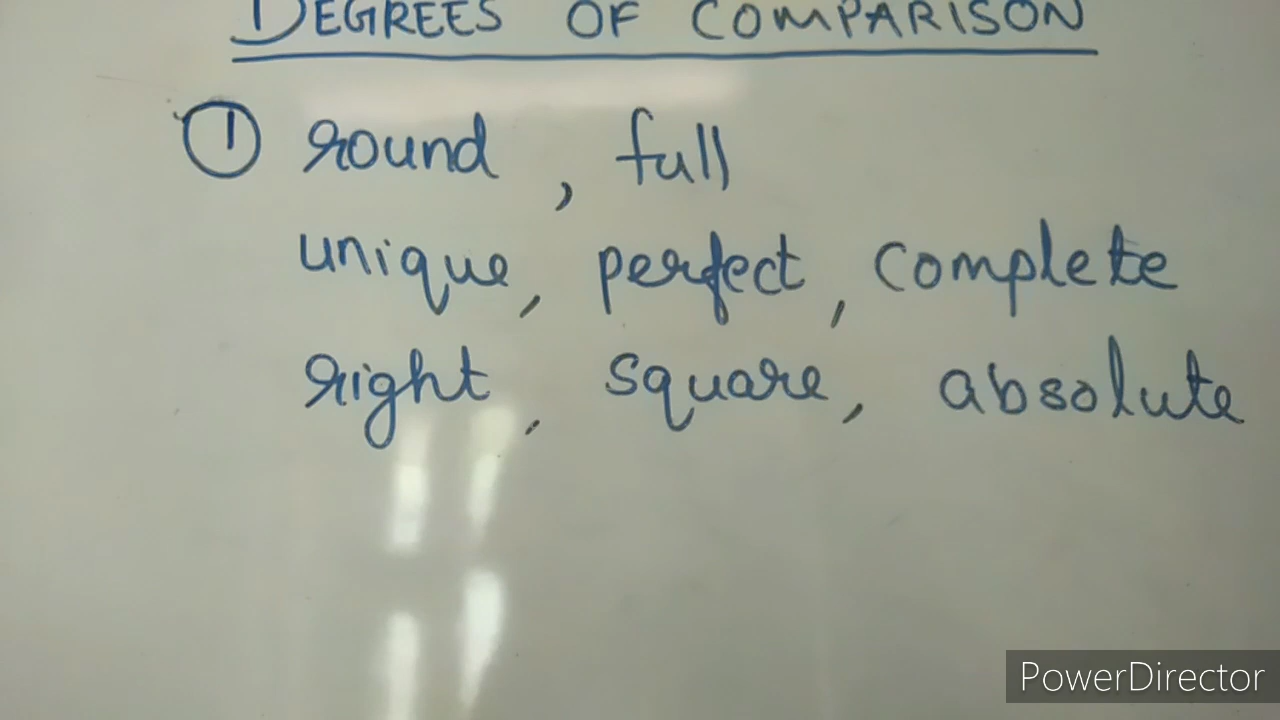 DEGREES OF COMPARISON
① round, full
unique, perfect, complete
right, square, absolute
PowerDirector